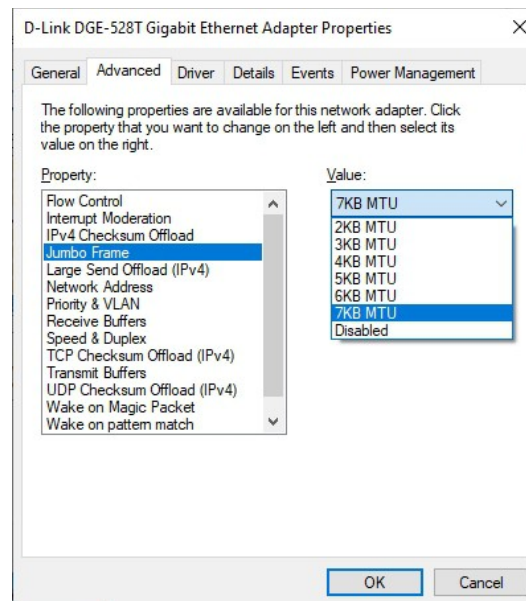 D-Link DGE-528T Gigabit Ethernet Adapter Properties
General Advanced Driver Details Events Power Management
The following properties are available for this network adapter. Click
the property that you want to change on the left and then select its
value on the right.
Property:
Flow Control
Interrupt Moderation
IPv4 Checksum Offload
Jumbo Frame
Large Send Offload (IPv4)
Network Address
Priority & VLAN
Receive Buffers
Speed & Duplex
TCP Checksum Offload (IPv4)
Transmit Buffers
UDP Checksum Offload (IPv4)
Wake on Magic Packet
Wake on pattern match
Value:
7KB MTU
2KB MTU
3KB MTU
4KB MTU
5KB MTU
6KB MTU
7KB MTU
Disabled
OK Cancel